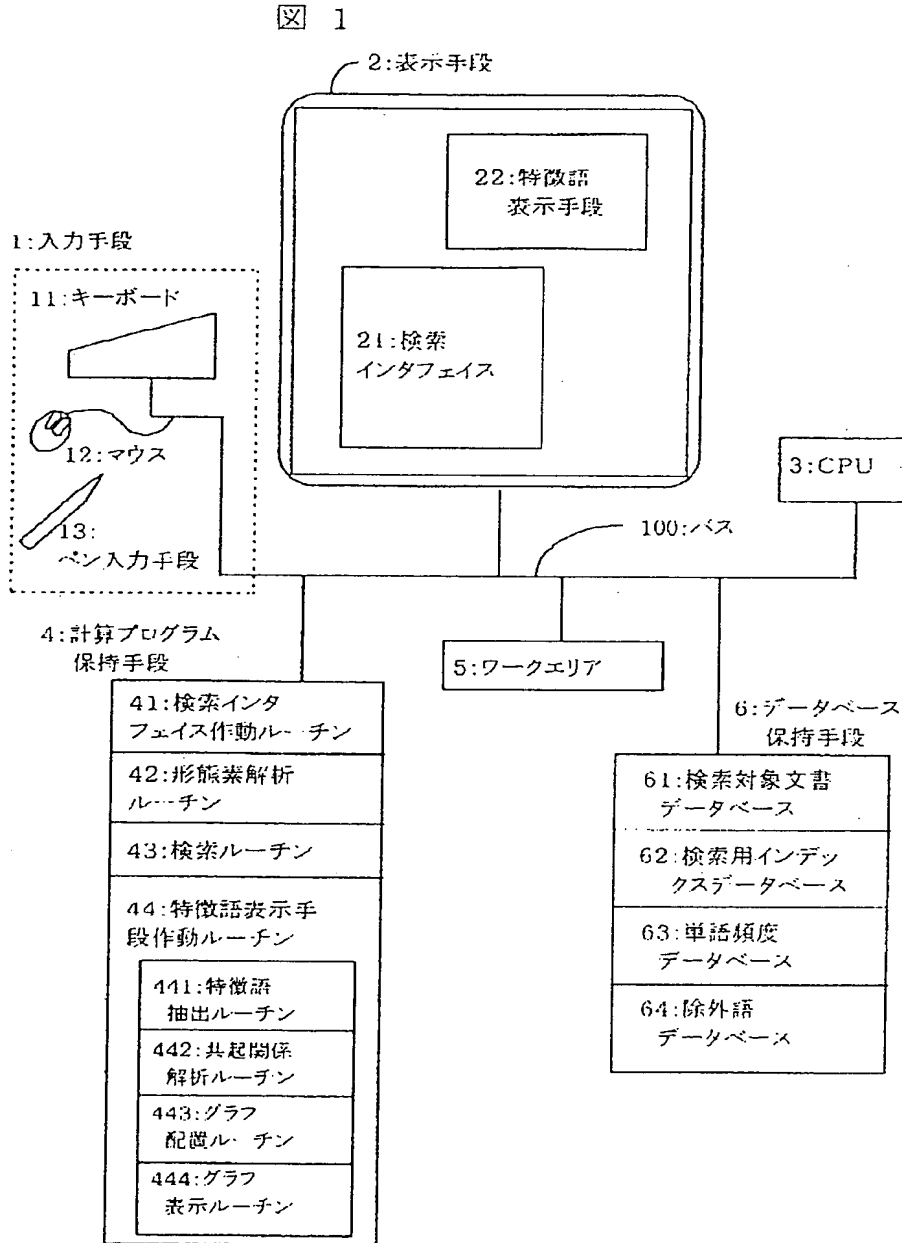 図 1
2:表示手段
22:特徴語
表示手段
1:入力手段
11:キーボード
21:検索
インタフェイス
12:マウス
3:CPU
13:
ペン入力手段
100:バス
4:計算プログラム
保持手段
5:ワークエリア
41:検索インタ
フェイス作動ルーチン
42:形態素解析
ルーチン
43:検索ルーチン
44:特徴語表示手
段作動ルーチン
441:特徴語
抽出ルーチン
442:共起関係
解析ルーチン
443:グラフ
配置ルーチン
444:グラフ
表示ルーチン
6:データベース
保持手段
61:検索対象文書
データベース
62:検索用インデッ
クスデータベース
63:単語頻度
データベース
64:除外語
データベース